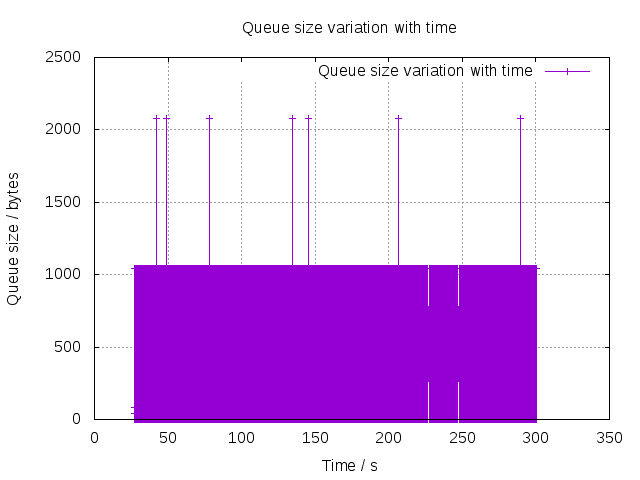 Queue size variation with time
2500
Queue size variation with time
2000
1500
Queue size / bytes
1000
500
0
0 50 100 150 200 250 300 350
Time / s